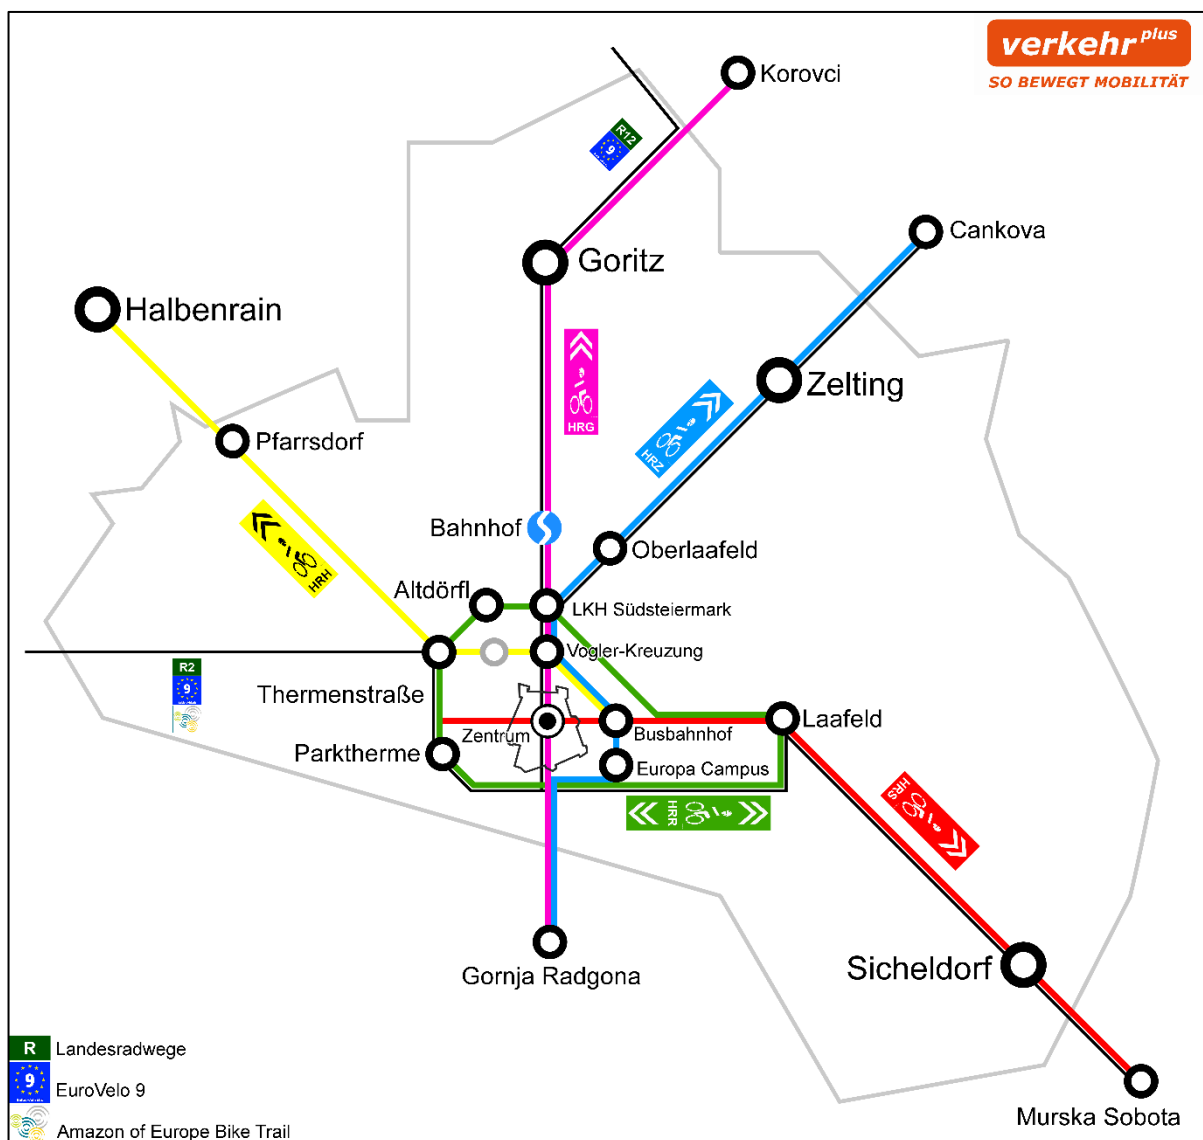 verkehr plus
SO BEWEGT MOBILITÄT
Korovci
R12
9
Cankova
Goritz
Halbenrain
HRG
Zelting
HRZ
Pfarrsdorf
Bahnhof
Oberlaafeld
HRH
Altdörfl
LKH Südsteiermark
Vogler-Kreuzung
R2
9
Thermenstraße
Laafeld
Zentrum
Busbahnhof
Parktherme
Europa Campus
HRS
HRR
Sicheldorf
Gornja Radgona
R Landesradwege
9 EuroVelo 9
Murska Sobota
Amazon of Europe Bike Trail